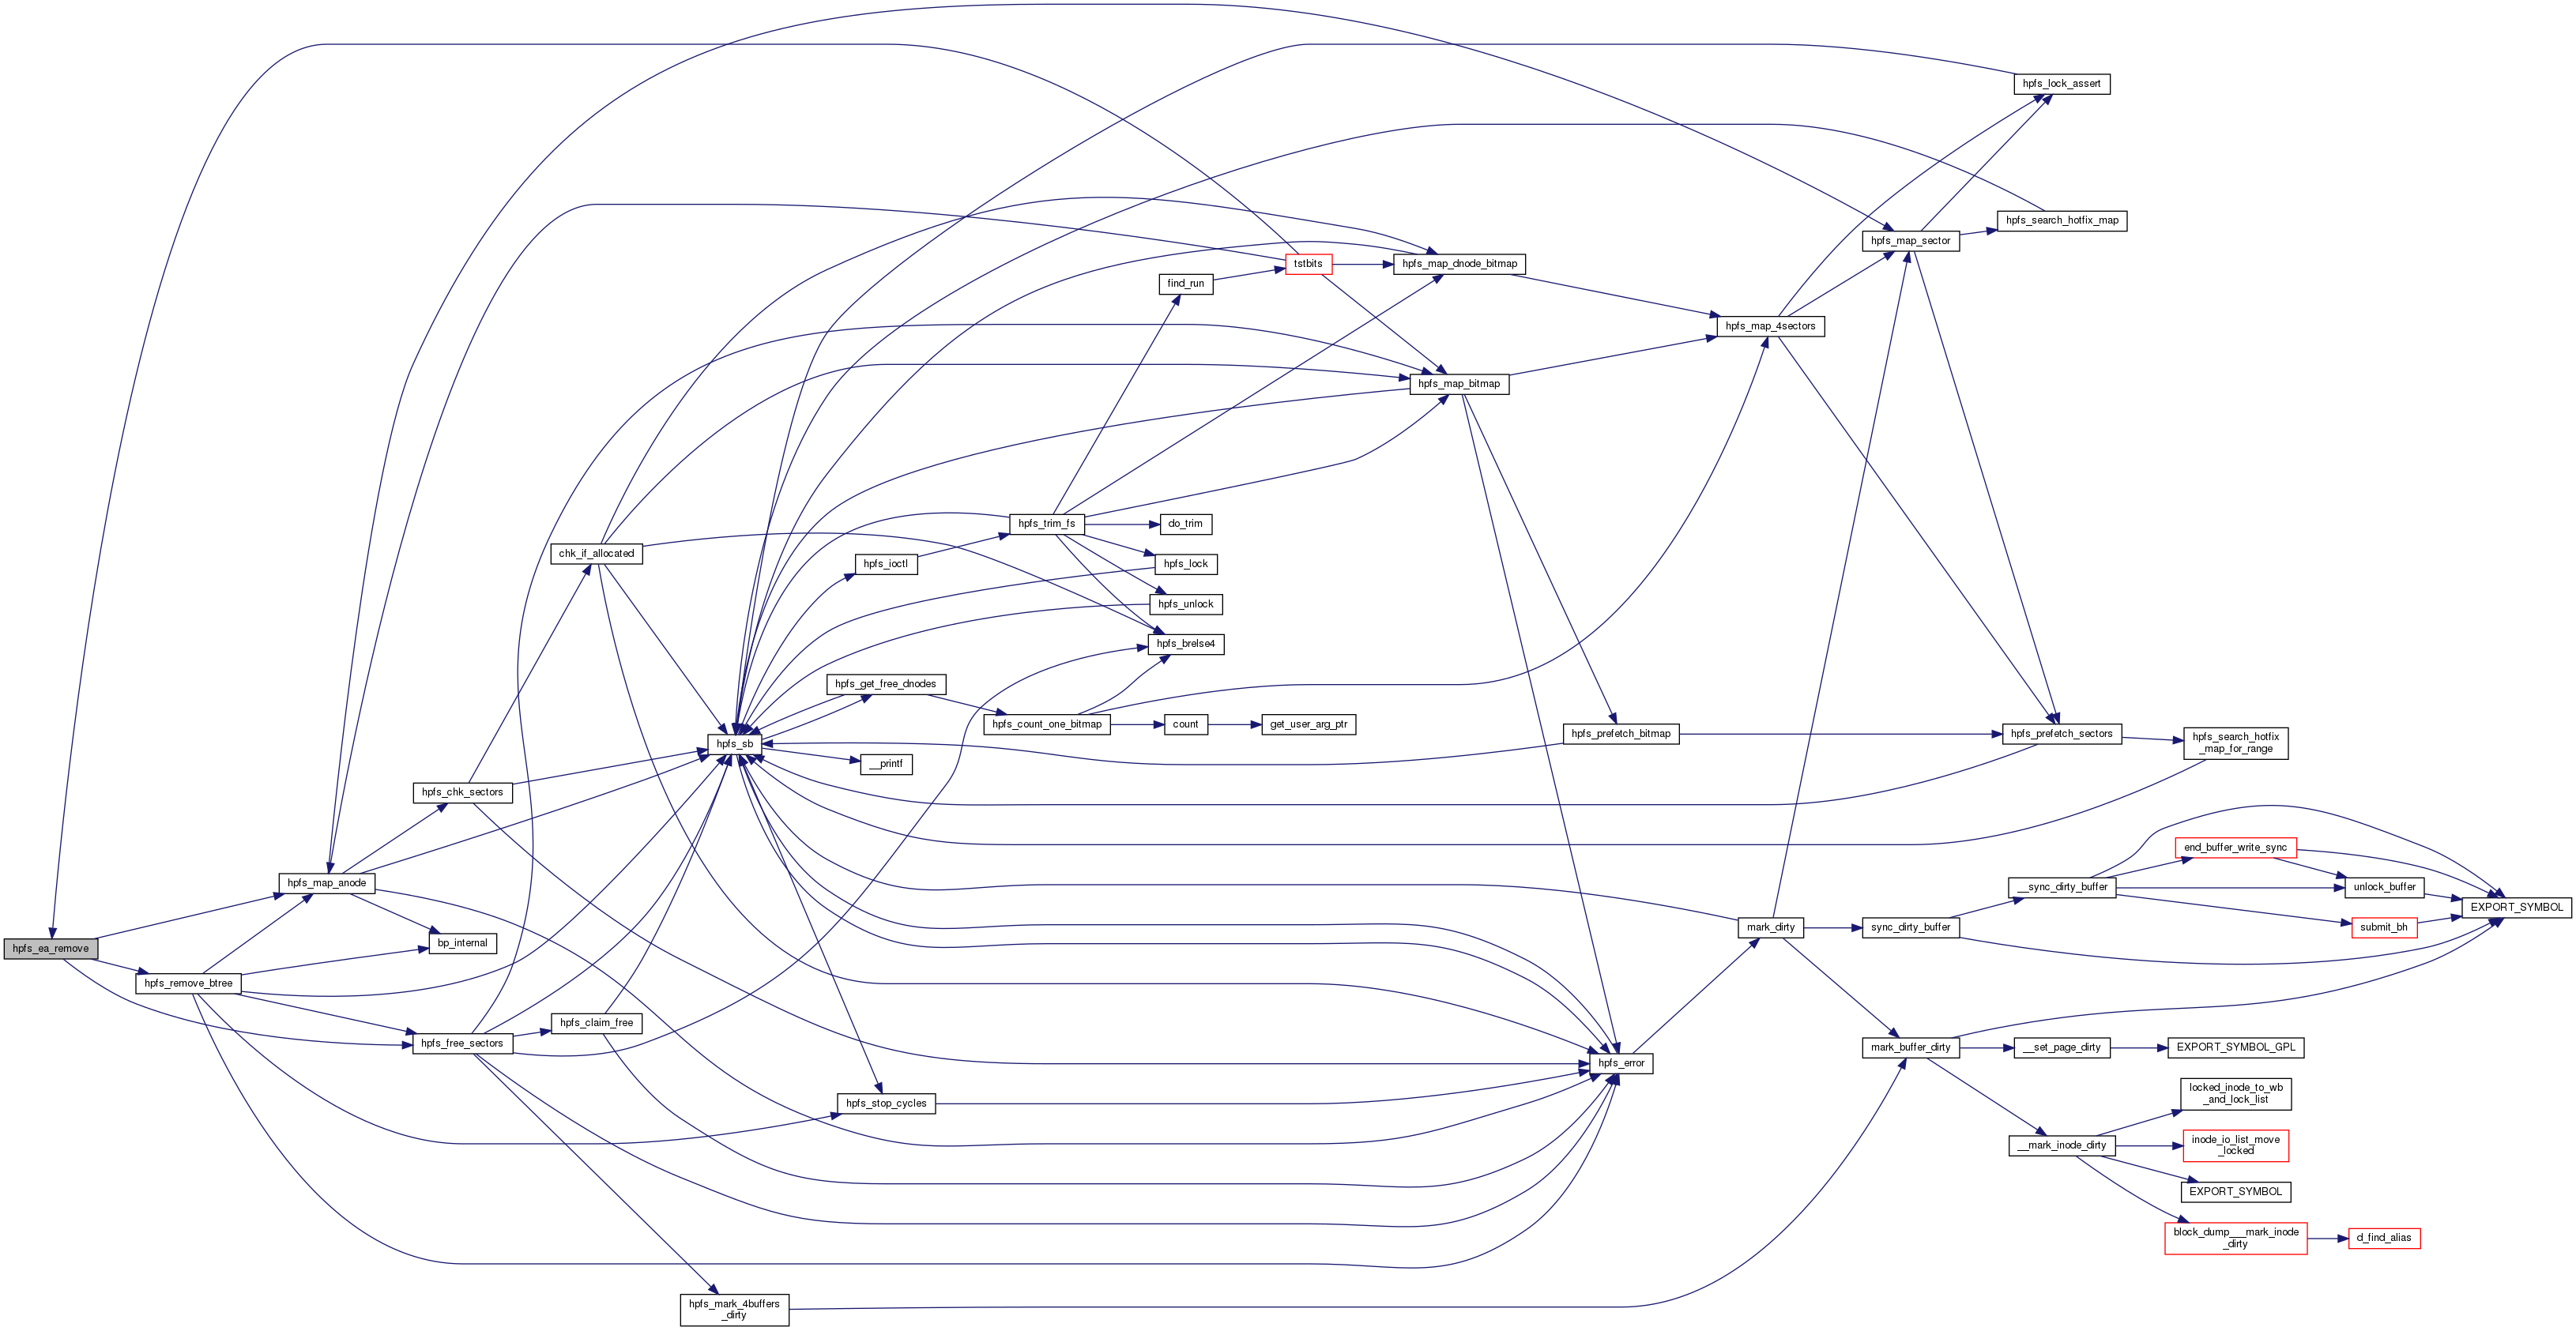 hpfs_lock_assert
hpfs_search_hotfix_map
hpfs_map_sector
tstbits
hpfs_map_dnode_bitmap
find_run
hpfs_map_4sectors
hpfs_map_bitmap
hpfs_trim_fs
do_trim
chk_if_allocated
hpfs_ioctl
hpfs_lock
hpfs_unlock
hpfs_brelse4
hpfs_get_free_dnodes
hpfs_count_one_bitmap
count
get_user_arg_ptr
hpfs_prefetch_bitmap
hpfs_prefetch_sectors
hpfs_search_hotfix
_map_for_range
hpfs_sb
__printf
hpfs_chk_sectors
end_buffer_write_sync
hpfs_map_anode
__sync_dirty_buffer
unlock_buffer
EXPORT_SYMBOL
mark_dirty
sync_dirty_buffer
submit_bh
hpfs_ea_remove
bp_internal
hpfs_remove_btree
hpfs_claim_free
hpfs_free_sectors
hpfs_error
mark_buffer_dirty
__set_page_dirty
EXPORT_SYMBOL_GPL
hpfs_stop_cycles
locked_inode_to_wb
_and_lock_list
__mark_inode_dirty
inode_io_list_move
_locked
EXPORT_SYMBOL
block_dump___mark_inode
_dirty
d_find_alias
hpfs_mark_4buffers
_dirty